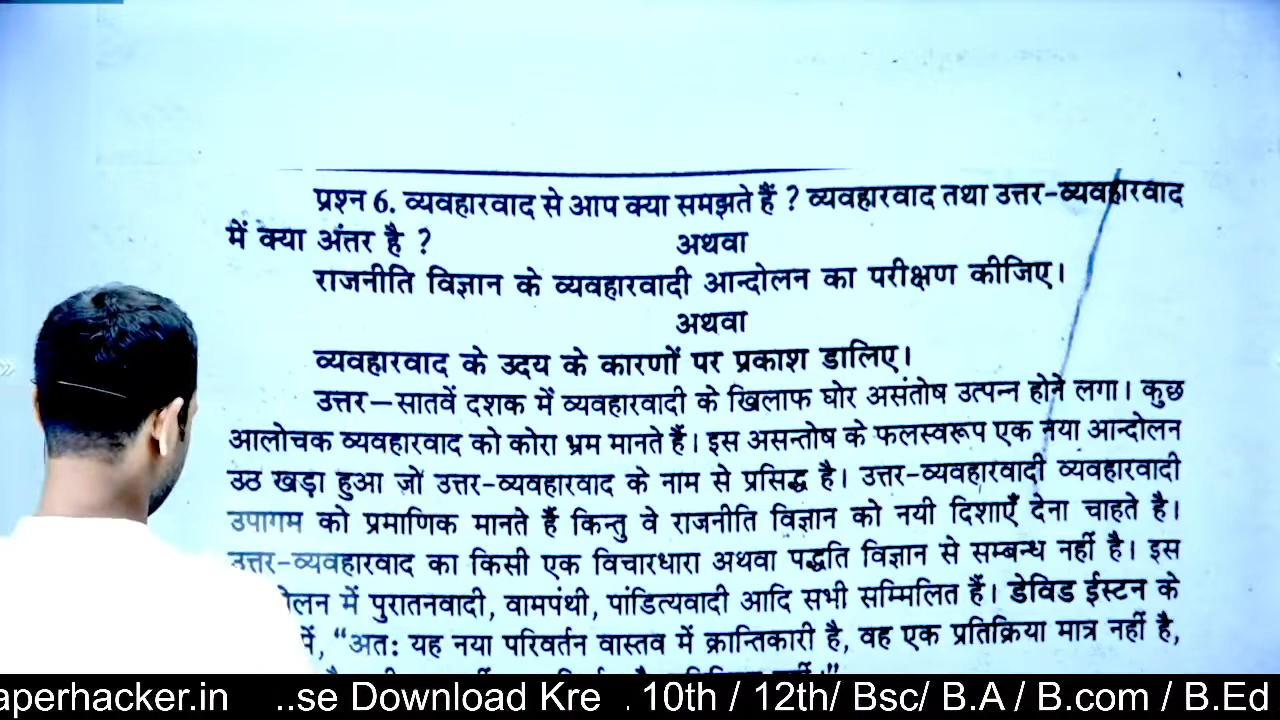 प्रश्न 6. व्यवहारवाद से आप क्या समझते हैं ? व्यवहारवाद तथा उत्तर-व्यवहारवाद
में क्या अंतर है ?
अथवा
राजनीति विज्ञान के व्यवहारवादी आन्दोलन का परीक्षण कीजिए।
अथवा
व्यवहारवाद के उदय के कारणों पर प्रकाश डालिए।
उत्तर—सातवें दशक में व्यवहारवादी के खिलाफ घोर असंतोष उत्पन्न होने लगा। कुछ
आलोचक व्यवहारवाद को कोरा भ्रम मानते हैं। इस असन्तोष के फलस्वरूप एक नया आन्दोलन
उठ खड़ा हुआ जो उत्तर-व्यवहारवाद के नाम से प्रसिद्ध है। उत्तर-व्यवहारवादी व्यवहारवादी
उपागम को प्रमाणिक मानते हैं किन्तु वे राजनीति विज्ञान को नयी दिशाएँ देना चाहते है।
उत्तर-व्यवहारवाद का किसी एक विचारधारा अथवा पद्धति विज्ञान से सम्बन्ध नहीं है। इस
में पुरातनवादी, वामपंथी, पांडित्यवादी आदि सभी सम्मिलित हैं। डेविड ईस्टन के
“अतः यह नया परिवर्तन वास्तव में क्रान्तिकारी है, वह एक प्रतिक्रिया मात्र नहीं है,
aperhacker.in ..se Download Kre . 10th / 12th/ Bsc/ B.A / B.com / B.Ed